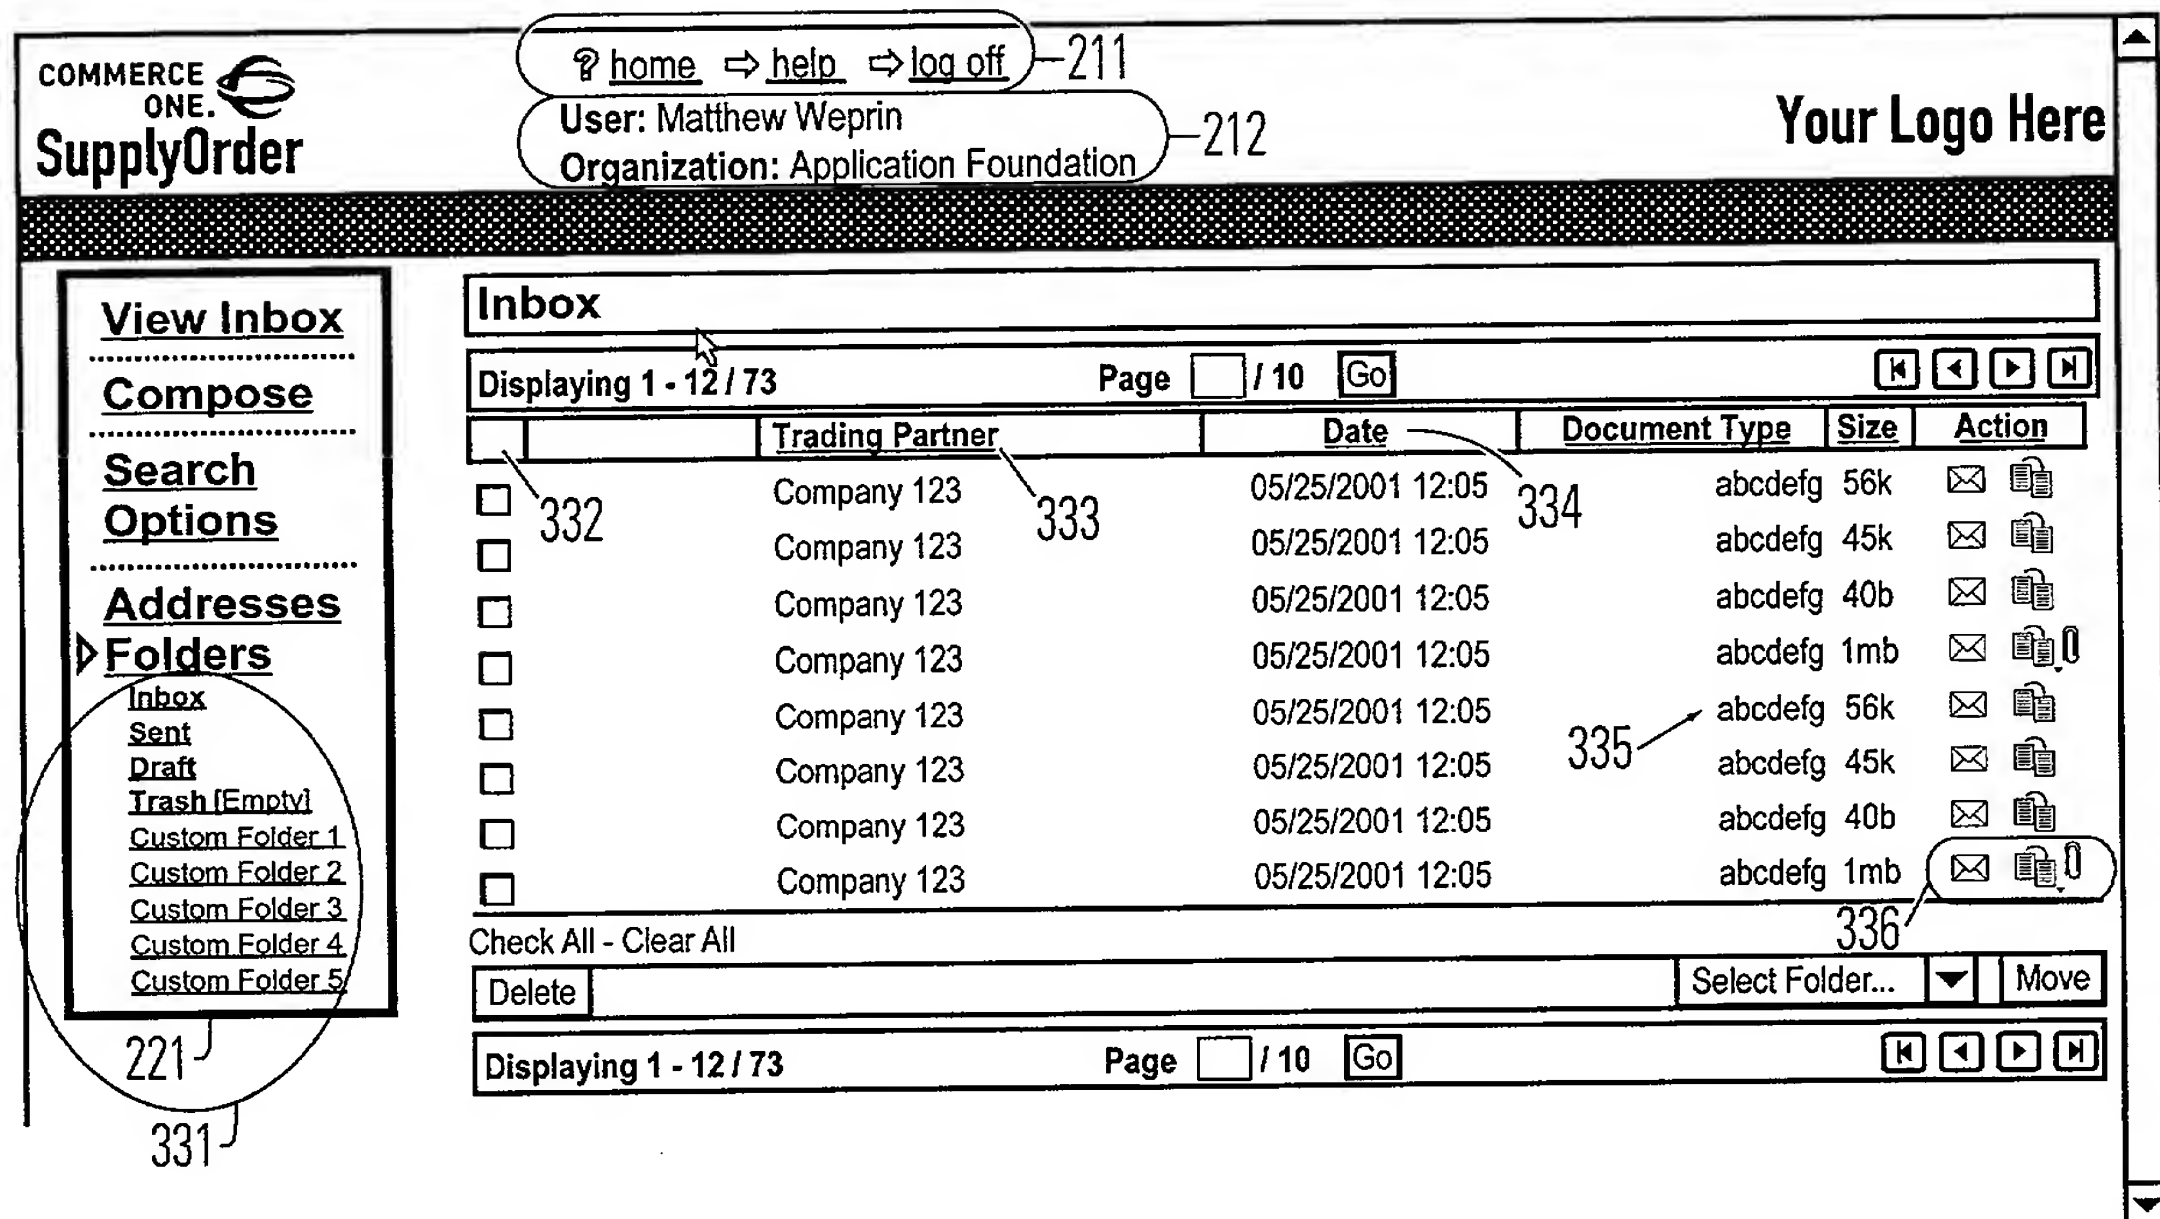 COMMERCE
ONE.
SupplyOrder
? home ⇨ help ⇨ log off
211
User: Matthew Weprin
Organization: Application Foundation
212
Your Logo Here
View Inbox
Compose
Search
Options
Addresses
Folders
Inbox
Sent
Draft
Trash [Empty]
Custom Folder 1
Custom Folder 2
Custom Folder 3
Custom Folder 4
Custom Folder 5
221
331
Inbox
Displaying 1 - 12 / 73 Page / 10 Go
Trading Partner Date Document Type Size Action
332
333
334
Company 123 05/25/2001 12:05 abcdefg 56k
Company 123 05/25/2001 12:05 abcdefg 45k
Company 123 05/25/2001 12:05 abcdefg 40b
Company 123 05/25/2001 12:05 abcdefg 1mb
Company 123 05/25/2001 12:05 abcdefg 56k
335
Company 123 05/25/2001 12:05 abcdefg 45k
Company 123 05/25/2001 12:05 abcdefg 40b
Company 123 05/25/2001 12:05 abcdefg 1mb
336
Check All - Clear All
Delete Select Folder... Move
Displaying 1 - 12 / 73 Page / 10 Go